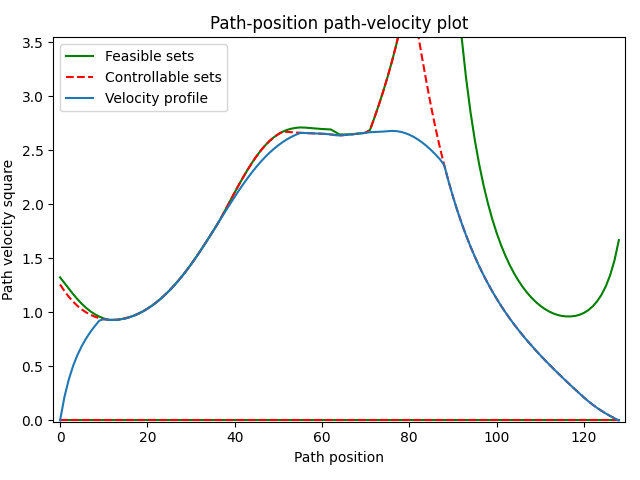 Path-position path-velocity plot
Feasible sets
Controllable sets
Velocity profile
Path velocity square
3.5
3.0
2.5
2.0
1.5
1.0
0.5
0.0
0
20
40
60
80
100
120
Path position